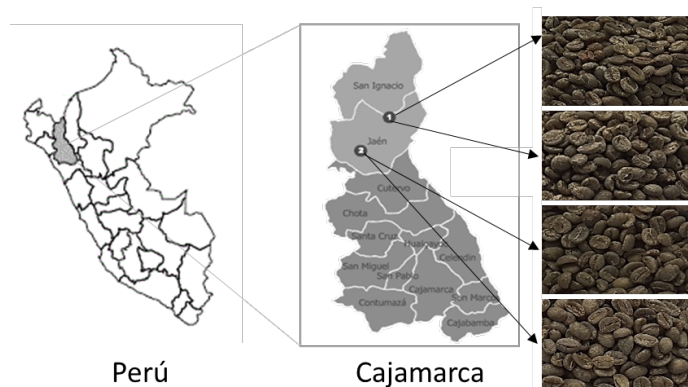 San Ignacio
1
Jaén
2
Cutervo
Chota
Santa Cruz
Hualgayoc
Celendín
San Miguel
San Pablo
Cajamarca
San Marcos
Contumazá
Cajabamba
Perú
Cajamarca